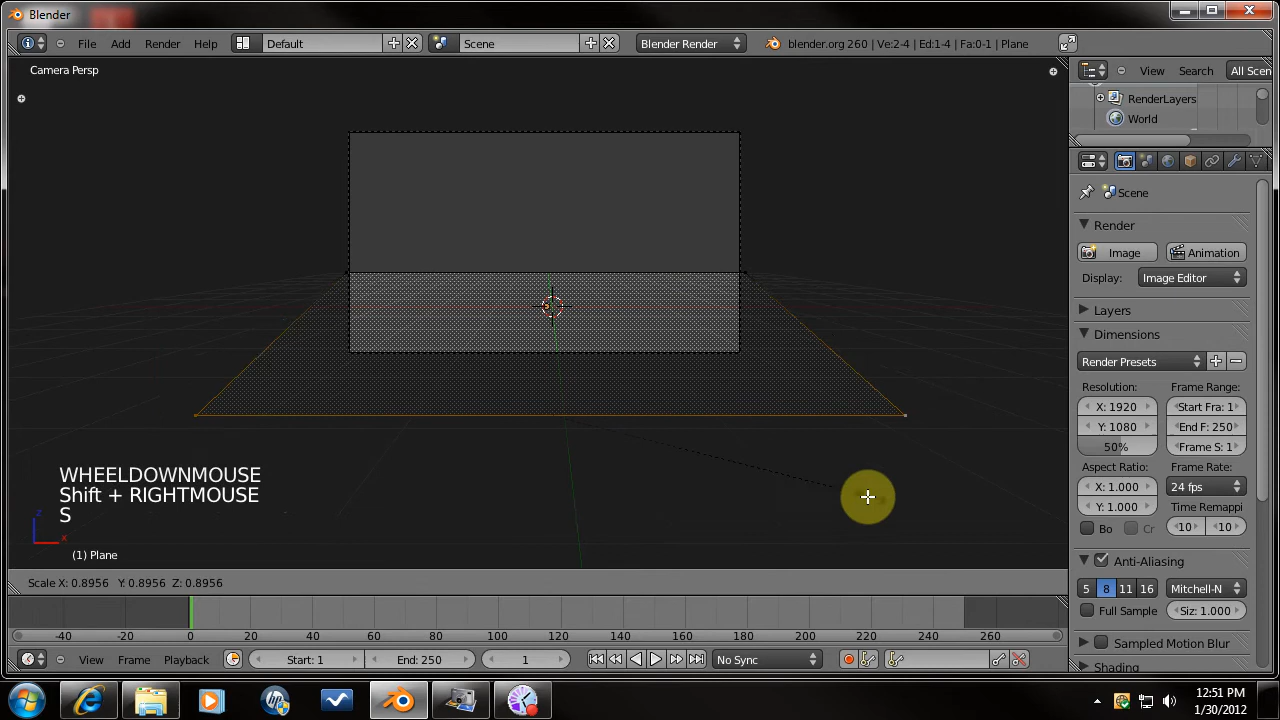 Blender
File Add Render Help Default Scene Blender Render blender.org 260 | Ve:2-4 | Ed:1-4 | Fa:0-1 | Plane
Camera Persp
View Search All Scen
RenderLayers
World
Scene
Render
Image Animation
Display: Image Editor
Layers
Dimensions
Render Presets
Resolution: Frame Range:
X: 1920 Start Fra: 1
Y: 1080 End F: 250
50% Frame S: 1
Aspect Ratio: Frame Rate:
X: 1.000 24 fps
Y: 1.000 Time Remappi
Bo Cr 10 10
Anti-Aliasing
5 8 11 16 Mitchell-N
Full Sample Siz: 1.000
Sampled Motion Blur
Shading
WHEELDOWNMOUSE
Shift + RIGHTMOUSE
S
z
x
(1) Plane
Scale X: 0.8956 Y: 0.8956 Z: 0.8956
-40 -20 0 20 40 60 80 100 120 140 160 180 200 220 240 260
View Frame Playback Start: 1 End: 250 1 No Sync
12:51 PM
1/30/2012